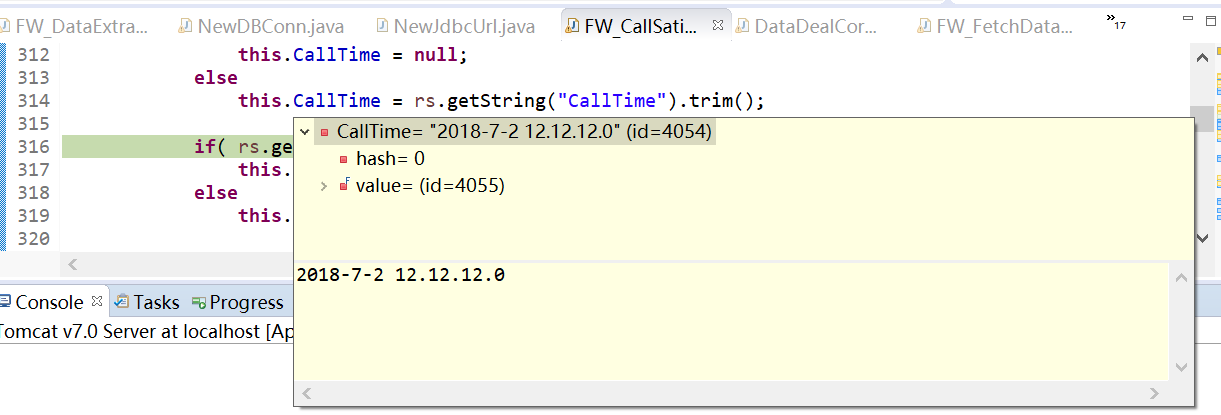 FW_DataExtra... NewDBConn.java NewJdbcUrl.java FW_CallSati... DataDealCor... FW_FetchData... »17
312 this.CallTime = null;
313 else
314 this.CallTime = rs.getString("CallTime").trim();
315
316 if( rs.ge
317 this.
318 else
319 this.
320
CallTime= "2018-7-2 12.12.12.0" (id=4054)
hash= 0
F value= (id=4055)
2018-7-2 12.12.12.0
Console Tasks Progress
Tomcat v7.0 Server at localhost [Ap